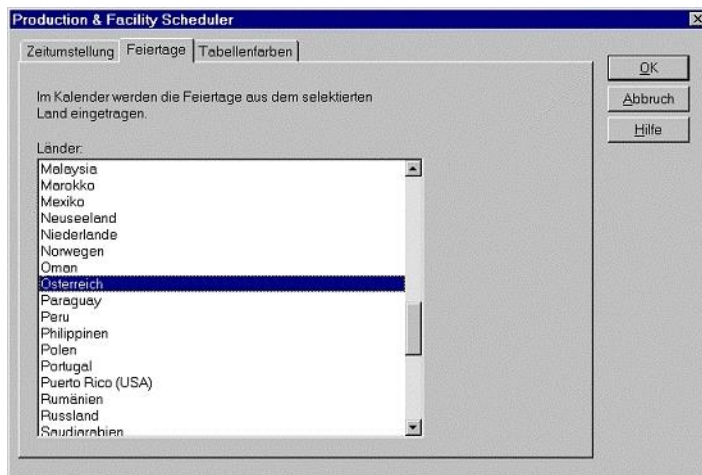 Production & Facility Scheduler
Zeitumstellung Feiertage Tabellenfarben
OK
Abbruch
Hilfe
Im Kalender werden die Feiertage aus dem selektierten
Land eingetragen.
Länder:
Malaysia
Marokko
Mexiko
Neuseeland
Niederlande
Norwegen
Oman
Österreich
Paraguay
Peru
Philippinen
Polen
Portugal
Puerto Rico (USA)
Rumänien
Russland
Saudiarabien